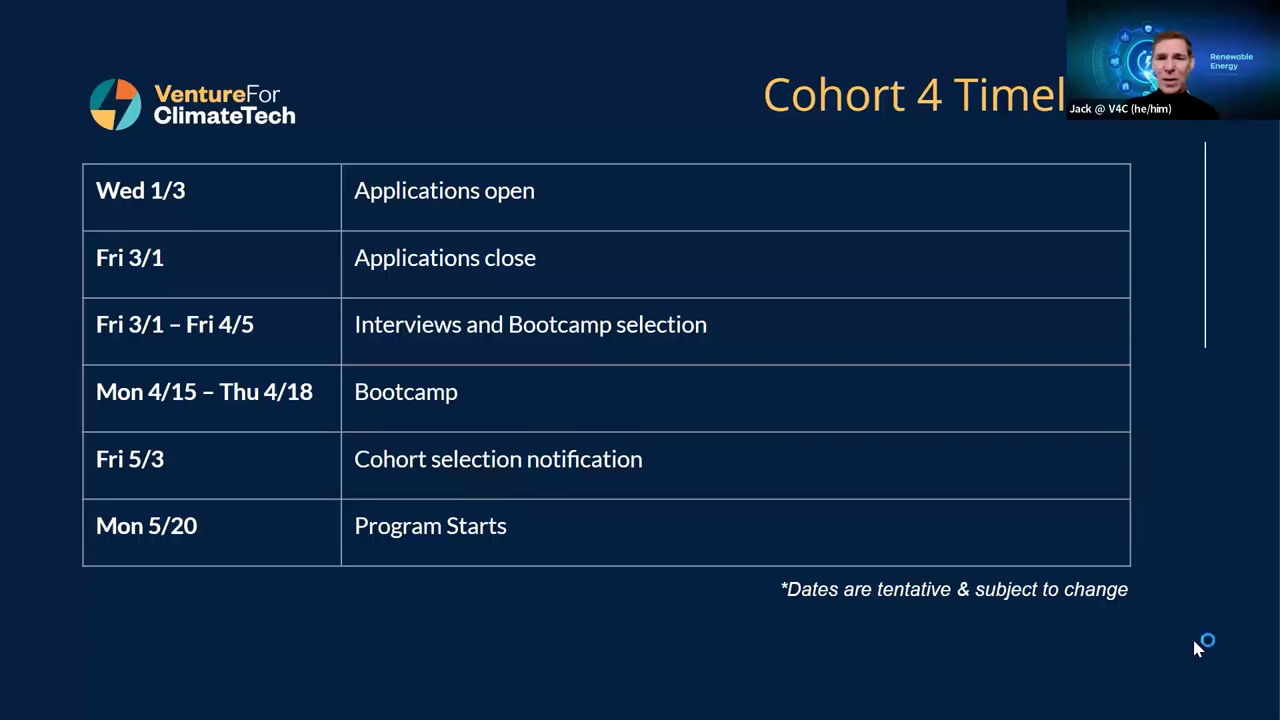 VentureFor
ClimateTech
Cohort 4 Timel
Renewable
Energy
Jack @ V4C (he/him)
Wed 1/3 Applications open
Fri 3/1 Applications close
Fri 3/1 – Fri 4/5 Interviews and Bootcamp selection
Mon 4/15 – Thu 4/18 Bootcamp
Fri 5/3 Cohort selection notification
Mon 5/20 Program Starts
*Dates are tentative & subject to change